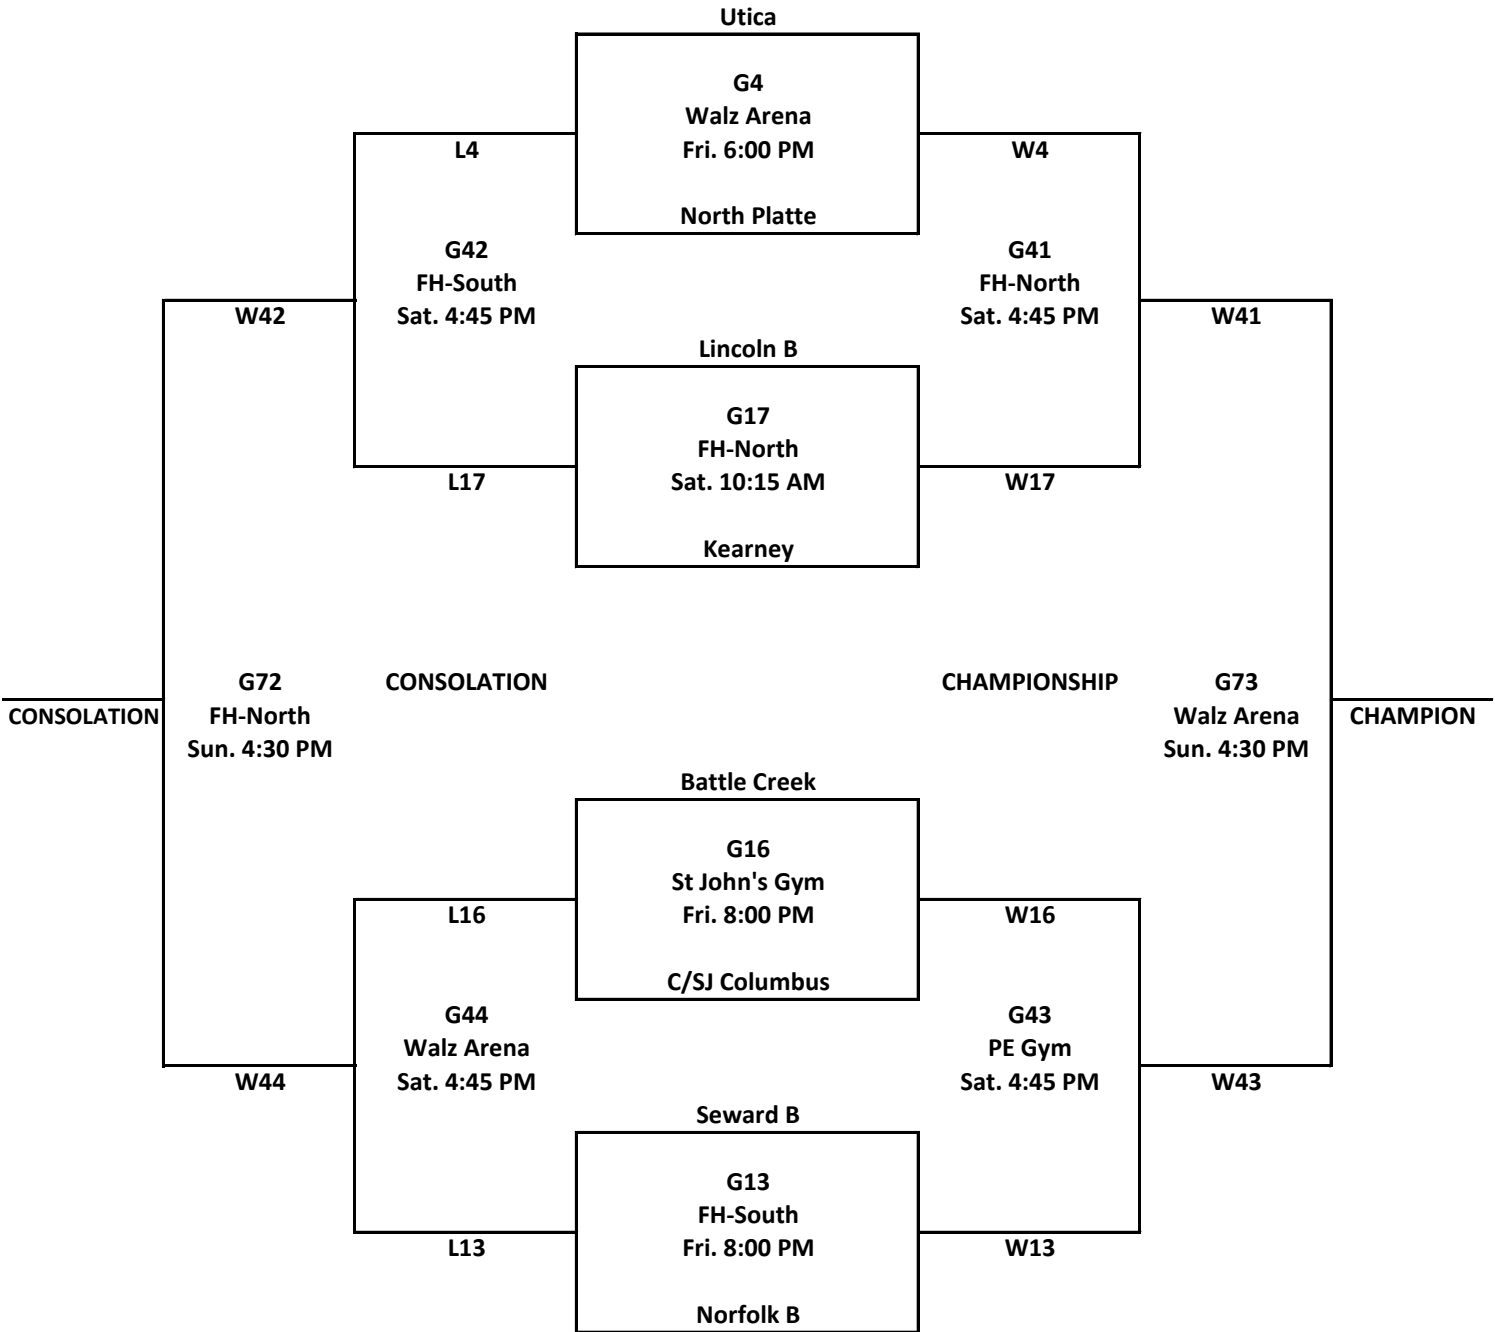 Utica
G4
Walz Arena
L4
Fri. 6:00 PM
W4
North Platte
G42
G41
FH-South
FH-North
W42
Sat. 4:45 PM
Sat. 4:45 PM
W41
Lincoln B
G17
FH-North
L17
Sat. 10:15 AM
W17
Kearney
G72
CONSOLATION
CHAMPIONSHIP
G73
CONSOLATION
FH-North
Walz Arena
CHAMPION
Sun. 4:30 PM
Sun. 4:30 PM
Battle Creek
G16
St John's Gym
L16
Fri. 8:00 PM
W16
C/SJ Columbus
G44
G43
Walz Arena
PE Gym
W44
Sat. 4:45 PM
Sat. 4:45 PM
W43
Seward B
G13
FH-South
L13
Fri. 8:00 PM
W13
Norfolk B